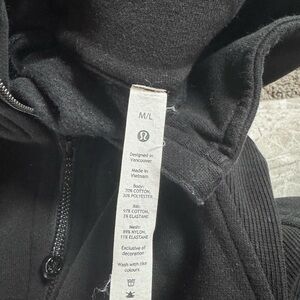 M/L
Designed in
Vancouver
Made in
Vietnam
Body:
70% COTTON,
30% POLYESTER
Rib:
97% COTTON,
3% ELASTANE
Mesh:
89% NYLON,
11% ELASTANE
Exclusive of
decoration
Wash with like
colours